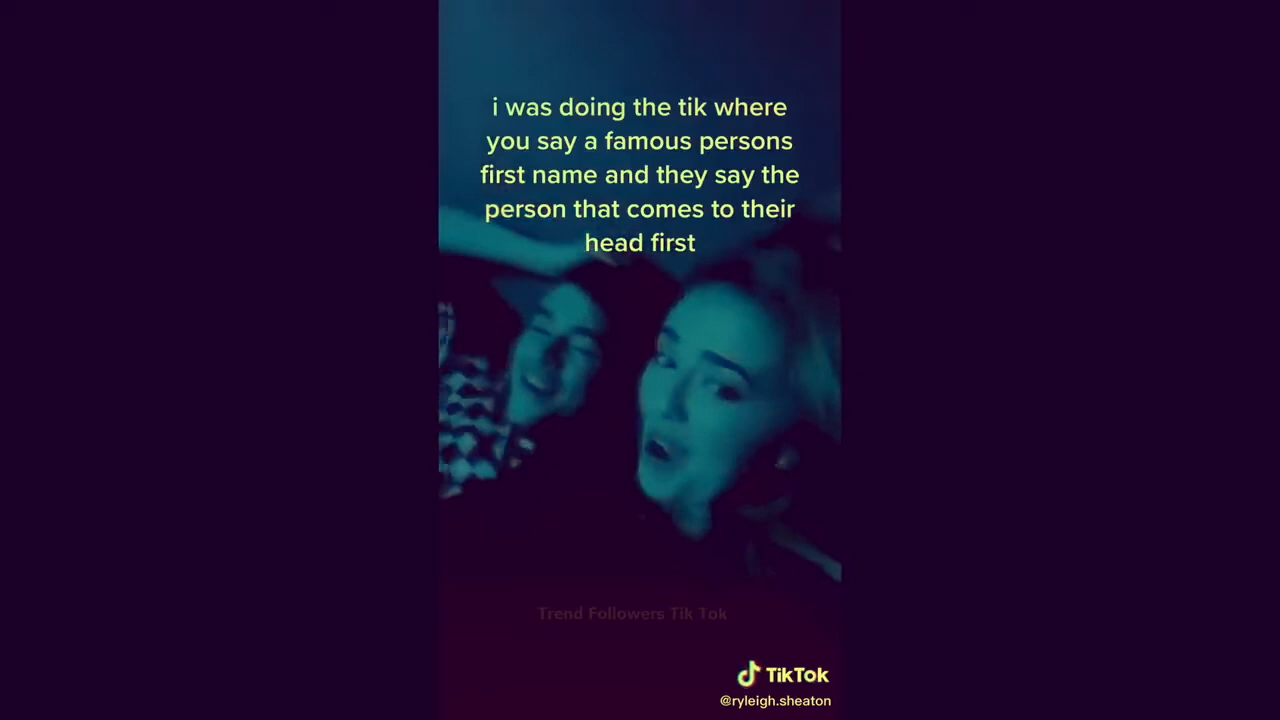 i was doing the tik where
you say a famous persons
first name and they say the
person that comes to their
head first
Trend Followers Tik Tok
TikTok
@ryleigh.sheaton